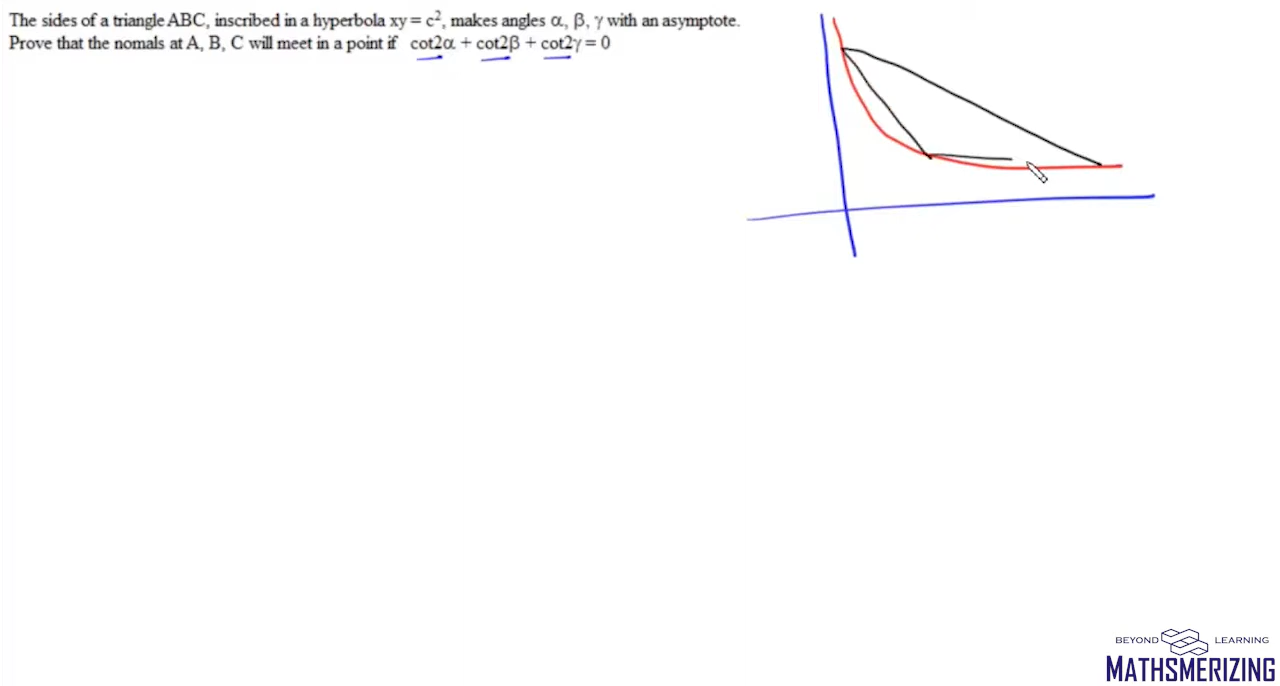 The sides of a triangle ABC, inscribed in a hyperbola xy = c², makes angles α, β, γ with an asymptote.
Prove that the nomals at A, B, C will meet in a point if cot2α + cot2β + cot2γ = 0
BEYOND LEARNING
MATHSMERIZING